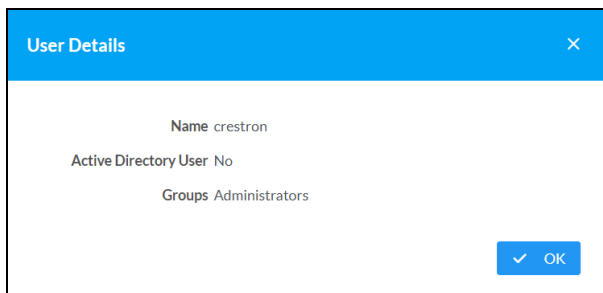 User Details
Name crestron
Active Directory User No
Groups Administrators
OK